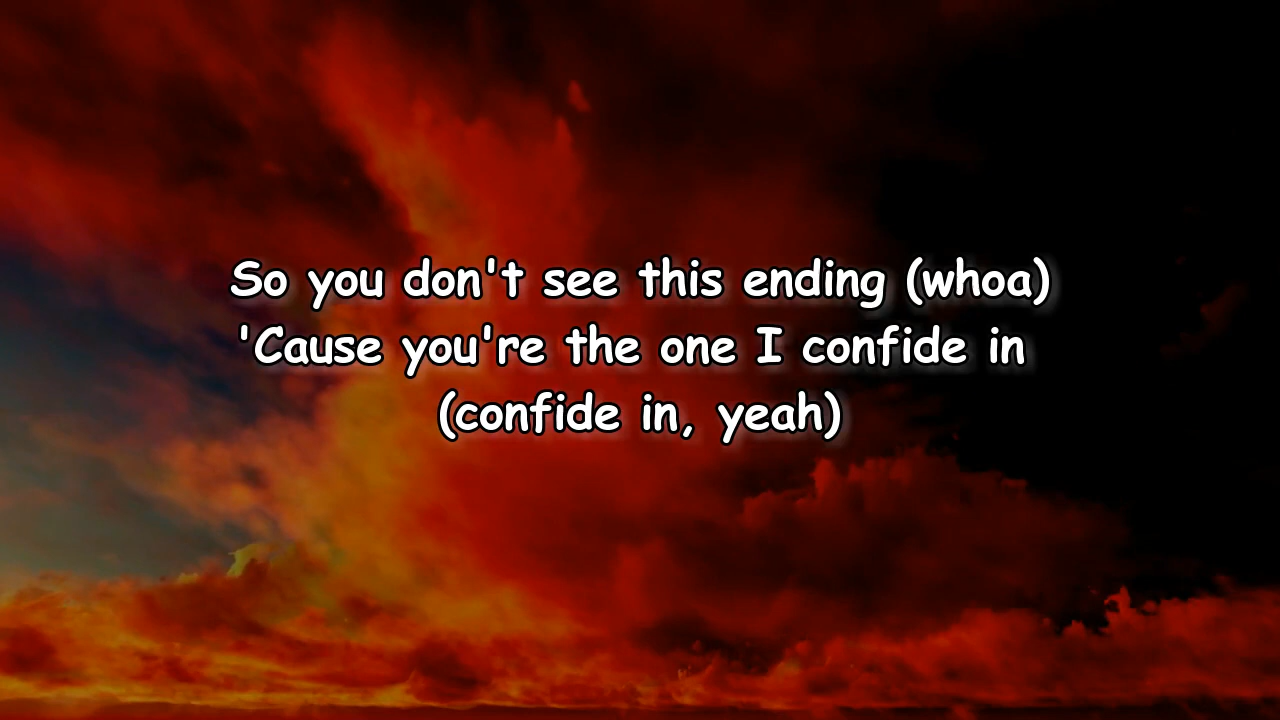 So you don't see this ending (whoa)
'Cause you're the one I confide in
(confide in, yeah)